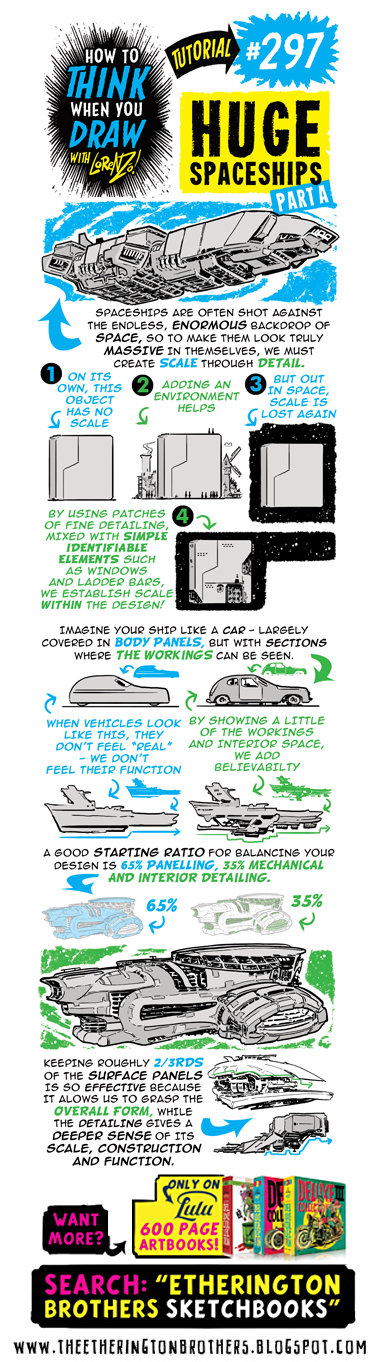 HOW TO
THINK
WHEN YOU
DRAW
WITH LORENZO!
TUTORIAL
#297
HUGE
SPACESHIPS
PART A
SPACESHIPS ARE OFTEN SHOT AGAINST
THE ENDLESS, ENORMOUS BACKDROP OF
SPACE, SO TO MAKE THEM LOOK TRULY
MASSIVE IN THEMSELVES, WE MUST
CREATE SCALE THROUGH DETAIL.
1
ON ITS
OWN, THIS
OBJECT
HAS NO
SCALE
2
ADDING AN
ENVIRONMENT
HELPS
3
BUT OUT
IN SPACE,
SCALE IS
LOST AGAIN
BY USING PATCHES
OF FINE DETAILING,
MIXED WITH SIMPLE
IDENTIFIABLE
ELEMENTS SUCH
AS WINDOWS
AND LADDER BARS,
WE ESTABLISH SCALE
WITHIN THE DESIGN!
4
IMAGINE YOUR SHIP LIKE A CAR – LARGELY
COVERED IN BODY PANELS, BUT WITH SECTIONS
WHERE THE WORKINGS CAN BE SEEN.
WHEN VEHICLES LOOK
LIKE THIS, THEY
DON'T FEEL "REAL"
– WE DON'T
FEEL THEIR FUNCTION
BY SHOWING A LITTLE
OF THE WORKINGS
AND INTERIOR SPACE,
WE ADD
BELIEVABILTY
A GOOD STARTING RATIO FOR BALANCING YOUR
DESIGN IS 65% PANELLING, 35% MECHANICAL
AND INTERIOR DETAILING.
65%
35%
KEEPING ROUGHLY 2/3RDS
OF THE SURFACE PANELS
IS SO EFFECTIVE BECAUSE
IT ALOWS US TO GRASP THE
OVERALL FORM, WHILE
THE DETAILING GIVES A
DEEPER SENSE OF ITS
SCALE, CONSTRUCTION
AND FUNCTION.
WANT
MORE?
ONLY ON
Lulu
600 PAGE
ARTBOOKS!
DELUXE
III
SEARCH: "ETHERINGTON
BROTHERS SKETCHBOOKS"
WWW.THEETHERINGTONBROTHERS.BLOGSPOT.COM